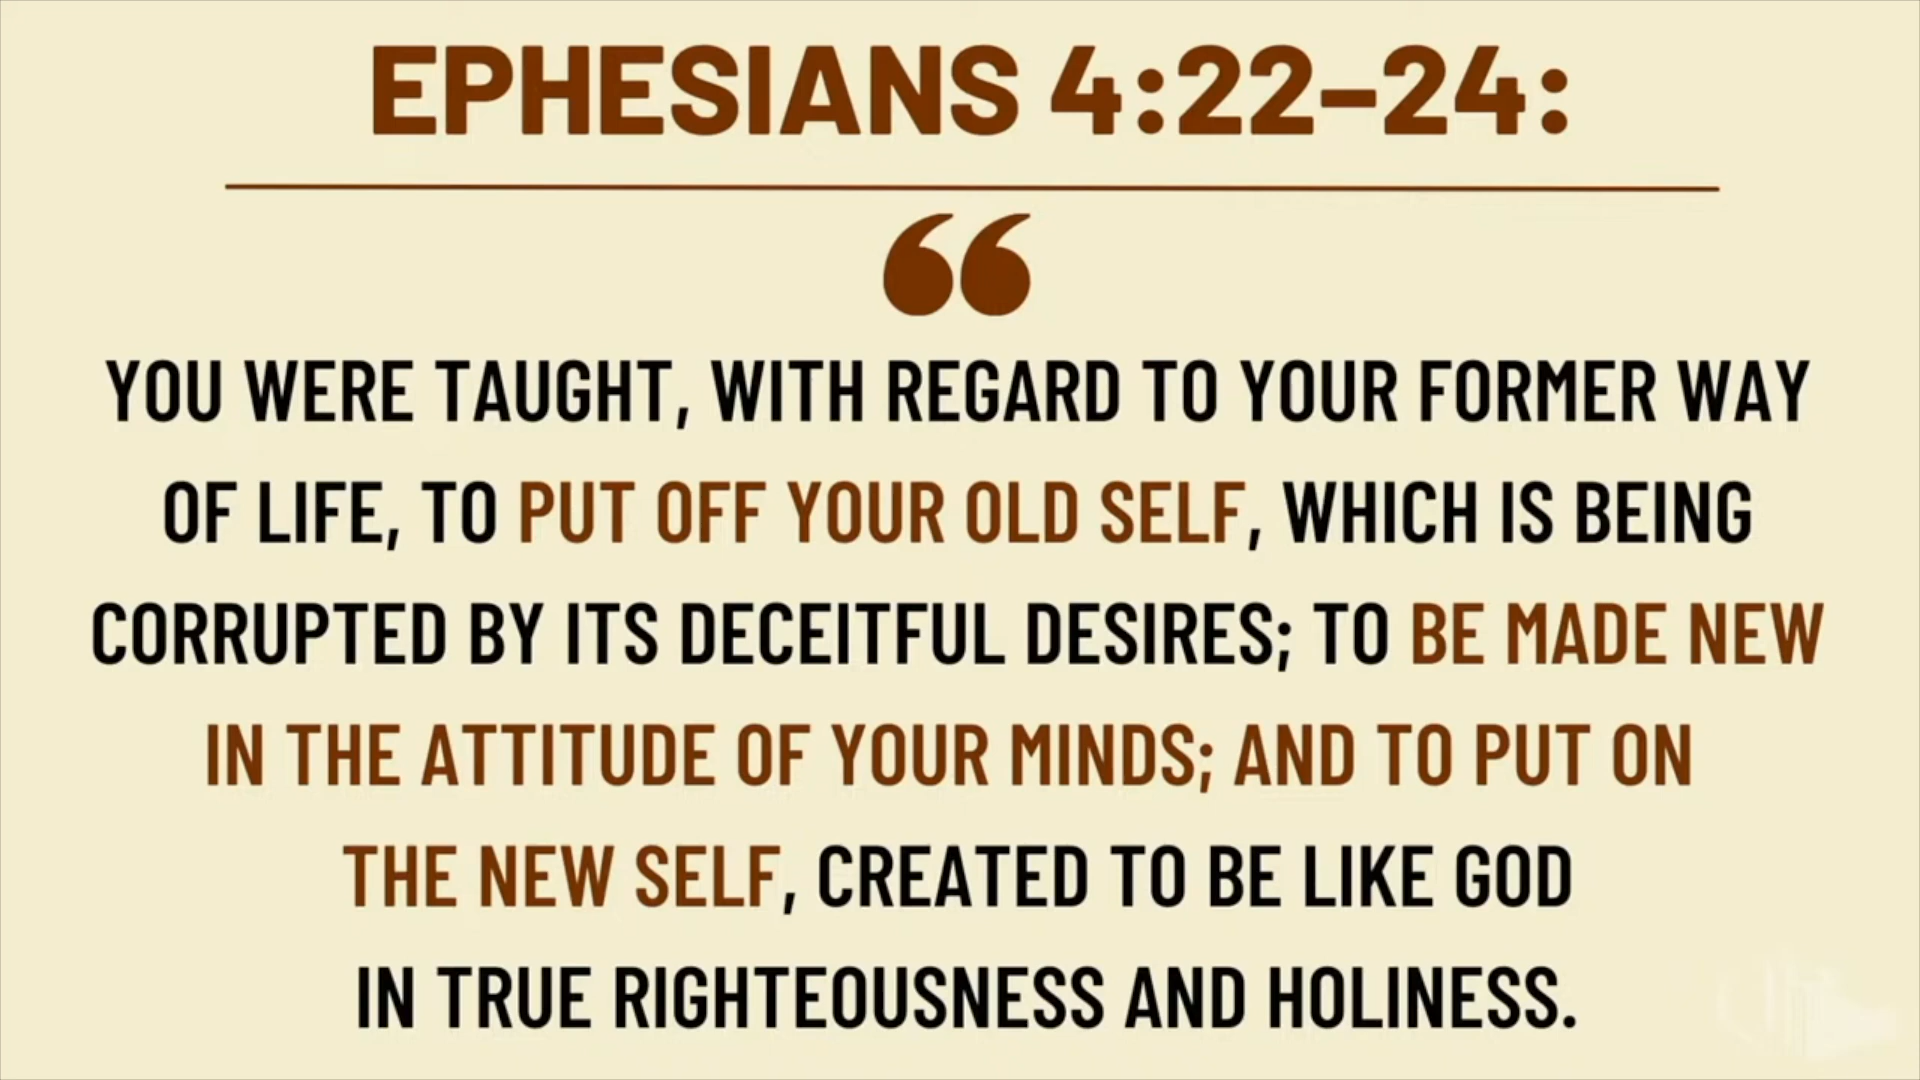 EPHESIANS 4:22–24:
“
YOU WERE TAUGHT, WITH REGARD TO YOUR FORMER WAY
OF LIFE, TO PUT OFF YOUR OLD SELF, WHICH IS BEING
CORRUPTED BY ITS DECEITFUL DESIRES; TO BE MADE NEW
IN THE ATTITUDE OF YOUR MINDS; AND TO PUT ON
THE NEW SELF, CREATED TO BE LIKE GOD
IN TRUE RIGHTEOUSNESS AND HOLINESS.